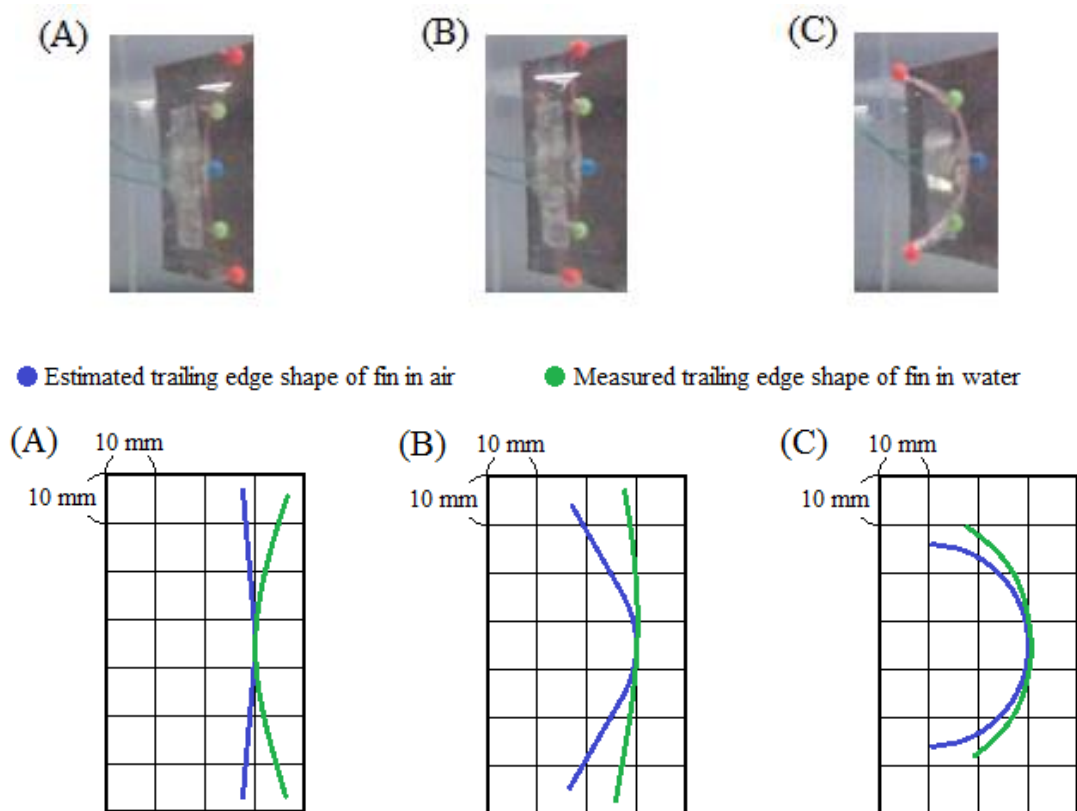 (A) (B) (C)
Estimated trailing edge shape of fin in air
Measured trailing edge shape of fin in water
(A) 10 mm
10 mm
(B) 10 mm
10 mm
(C) 10 mm
10 mm